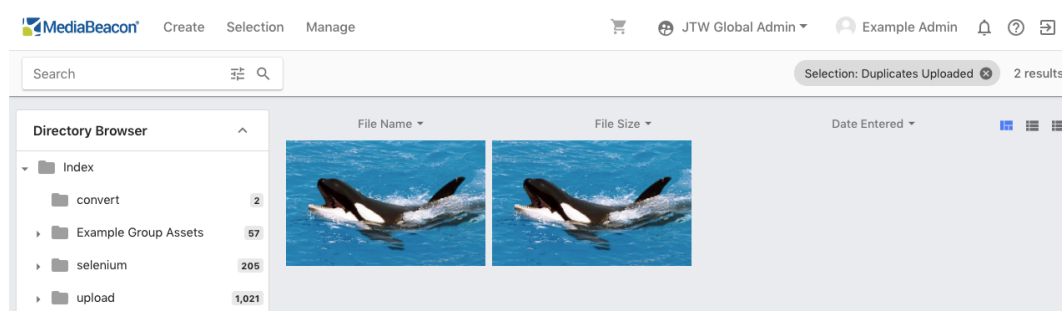 MediaBeacon® Create Selection Manage JTW Global Admin Example Admin
Search Selection: Duplicates Uploaded 2 results
Directory Browser File Name File Size Date Entered
Index
convert 2
Example Group Assets 57
selenium 205
upload 1,021